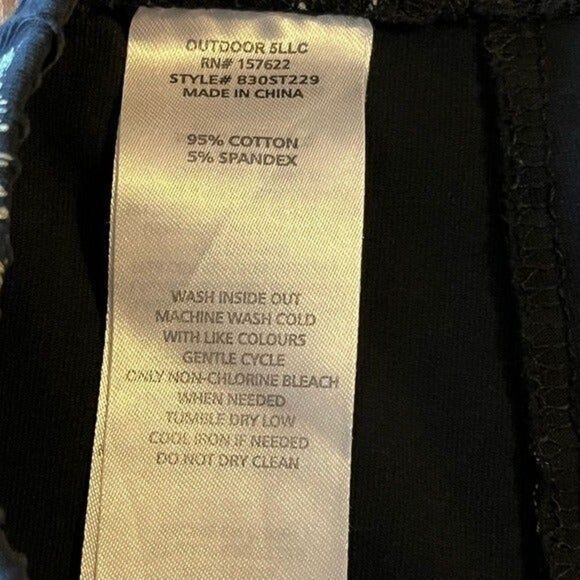 OUTDOOR 5LLC
RN# 157622
STYLE# 830ST229
MADE IN CHINA
95% COTTON
5% SPANDEX
WASH INSIDE OUT
MACHINE WASH COLD
WITH LIKE COLOURS
GENTLE CYCLE
ONLY NON-CHLORINE BLEACH
WHEN NEEDED
TUMBLE DRY LOW
COOL IRON IF NEEDED
DO NOT DRY CLEAN